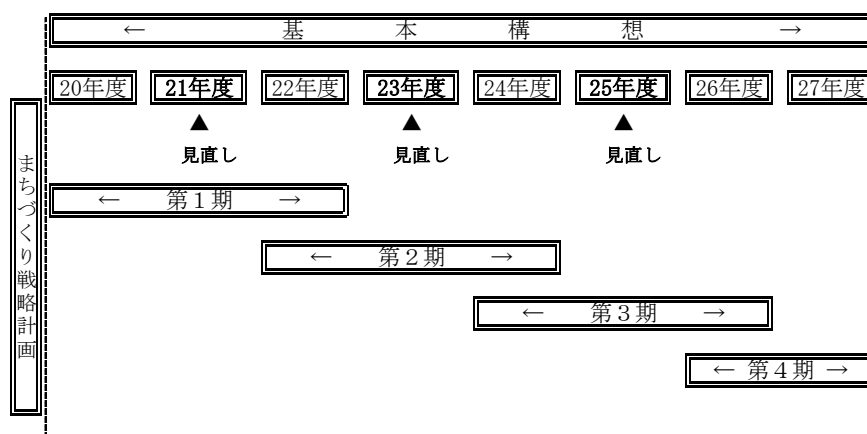 ← 基本構想 →
20年度 21年度 22年度 23年度 24年度 25年度 26年度 27年度
▲ ▲ ▲
見直し 見直し 見直し
まちづくり戦略計画
← 第1期 →
← 第2期 →
← 第3期 →
← 第4期 →